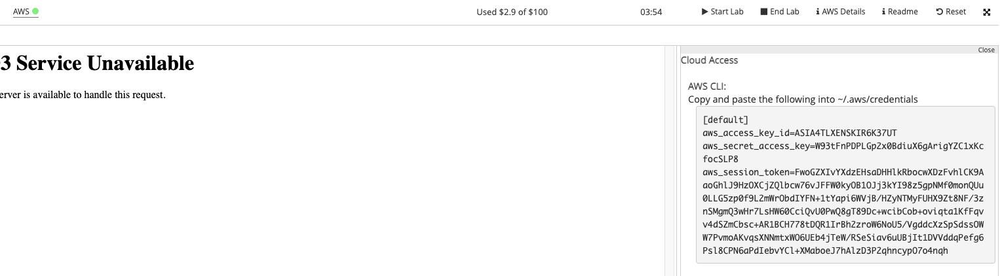 AWS
Used $2.9 of $100
03:54
Start Lab
End Lab
AWS Details
Readme
Reset
3 Service Unavailable
erver is available to handle this request.
Close
Cloud Access
AWS CLI:
Copy and paste the following into ~/.aws/credentials
[default]
aws_access_key_id=ASIA4TLXENSKIR6K37UT
aws_secret_access_key=W93tFnPDPLGp2x0BdiuX6gArigYZC1xKc
focSLP8
aws_session_token=FwoGZXIvYXdzEHsaDHHlkRbocwXDzFvhlCK9A
aoGhlJ9HzOXCjZQlbcw76vJFFW0kyOB1OJj3kYI98z5gpNMf0monQUu
0LLG5zp0f9L2mWrObdIYFN+1tYapi6WVjB/HZyNTMyFUHX9Zt8NF/3z
nSMgmQ3wHr7LsHW60CciQvU0PwQ8gT89Dc+wcibCob+oviqta1KfFqv
v4dSZmCbsc+AR1BCH778tDQR1IrBh2zroW6NoU5/VgddcXzSpSdssOW
W7PvmoAKvqsXNNmtxWO6UEb4jTeW/RSeSiav6uUBjIt1DVVddqPefg6
Psl8CPN6aPdIebvYCl+XMaboeJ7hAlzD3P2qhncypO7o4nqh